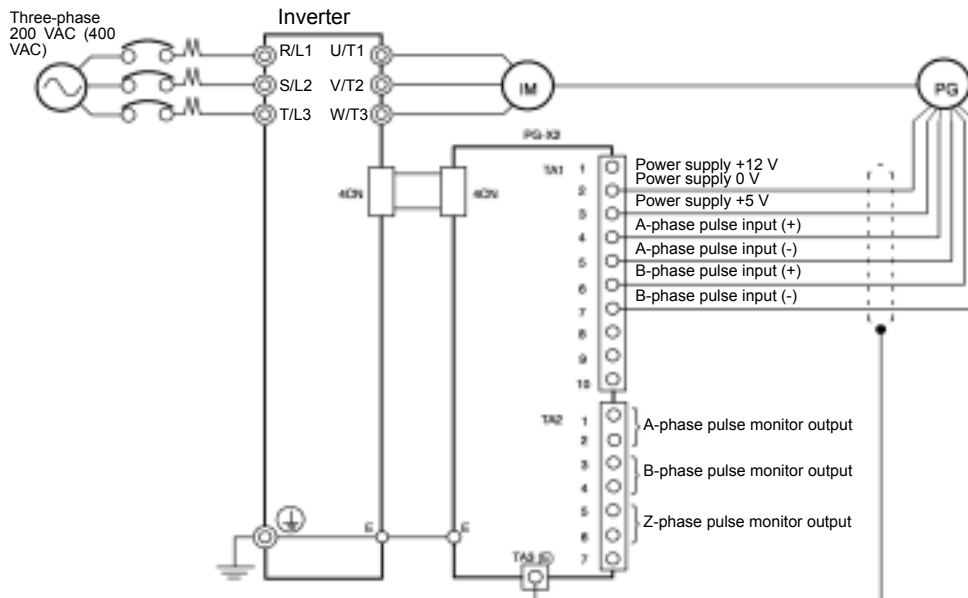 Three-phase
200 VAC (400
VAC)
Inverter
R/L1 U/T1
S/L2 V/T2
T/L3 W/T3
IM
PG
PG-X2
4CN
4CN
TA1
1 Power supply +12 V
2 Power supply 0 V
3 Power supply +5 V
4 A-phase pulse input (+)
5 A-phase pulse input (-)
6 B-phase pulse input (+)
7 B-phase pulse input (-)
8
9
10
TA2
1
2
A-phase pulse monitor output
3
4
B-phase pulse monitor output
5
6
Z-phase pulse monitor output
7
E
E
TA3 (E)